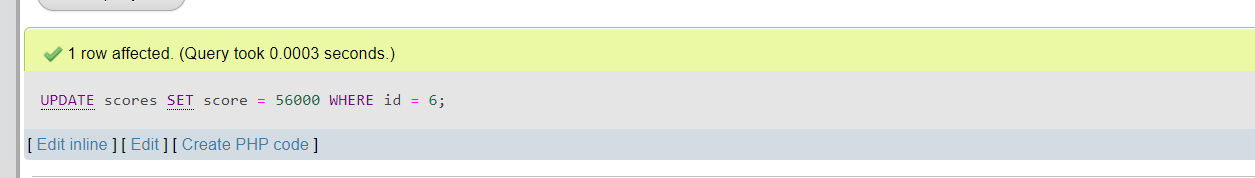 1 row affected. (Query took 0.0003 seconds.)
UPDATE scores SET score = 56000 WHERE id = 6;
[ Edit inline ] [ Edit ] [ Create PHP code ]